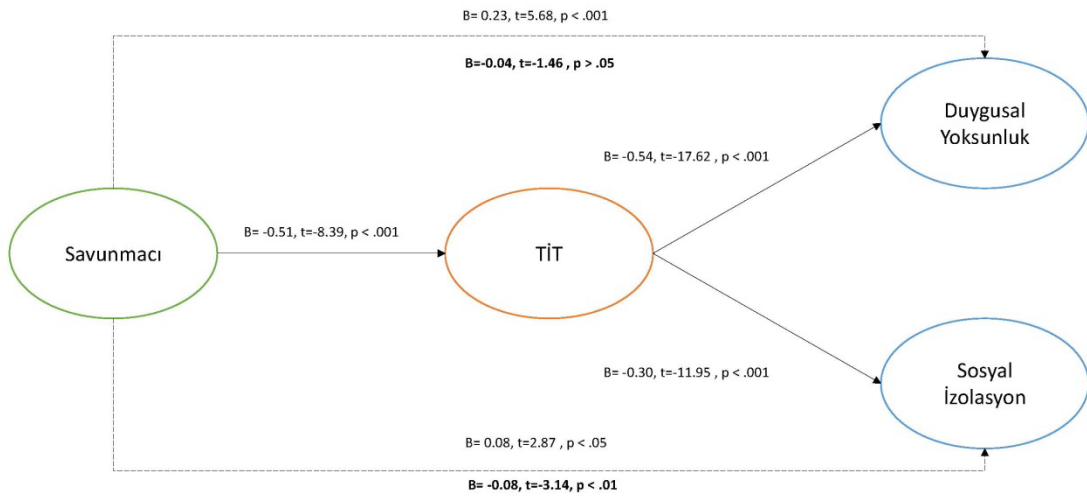 B= 0.23, t=5.68, p < .001
B=-0.04, t=-1.46 , p > .05
Duygusal
Yoksunluk
B= -0.54, t=-17.62 , p < .001
Savunmacı
B= -0.51, t=-8.39, p < .001
TİT
B= -0.30, t=-11.95 , p < .001
Sosyal
İzolasyon
B= 0.08, t=2.87 , p < .05
B= -0.08, t=-3.14, p < .01